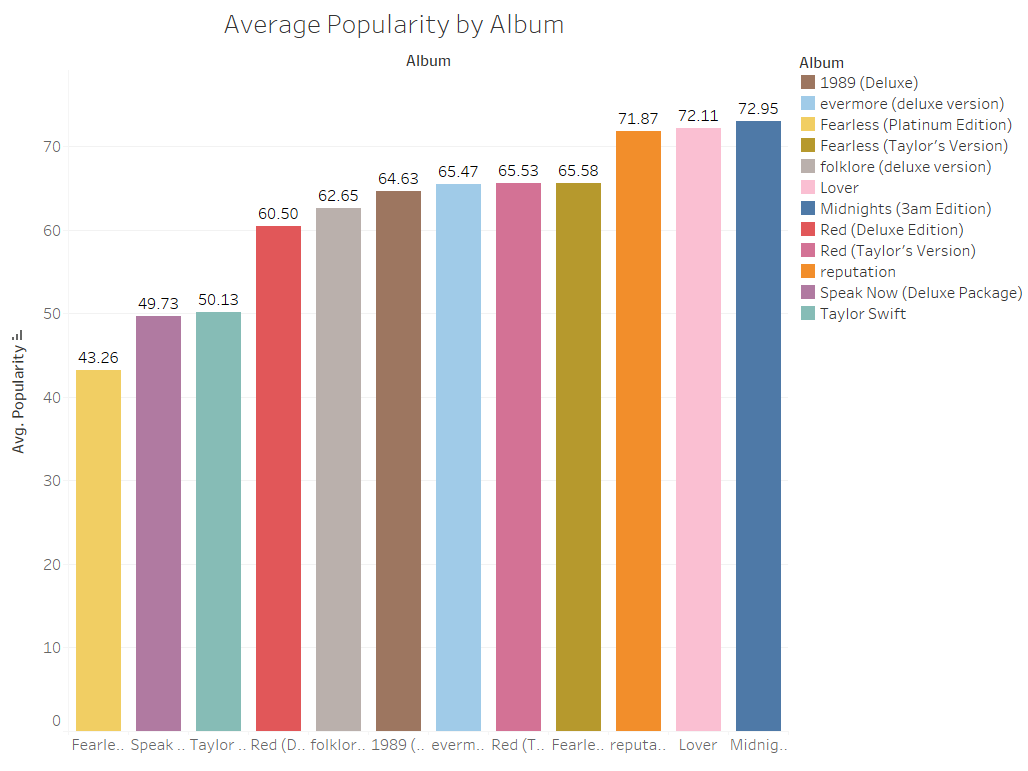 Average Popularity by Album
Album
Avg. Popularity
70
60
50
40
30
20
10
0
43.26
49.73
50.13
60.50
62.65
64.63
65.47
65.53
65.58
71.87
72.11
72.95
Fearle.. Speak .. Taylor .. Red (D.. folklor.. 1989 (.. everm.. Red (T.. Fearle.. reputa.. Lover Midnig..
Album
1989 (Deluxe)
evermore (deluxe version)
Fearless (Platinum Edition)
Fearless (Taylor’s Version)
folklore (deluxe version)
Lover
Midnights (3am Edition)
Red (Deluxe Edition)
Red (Taylor’s Version)
reputation
Speak Now (Deluxe Package)
Taylor Swift